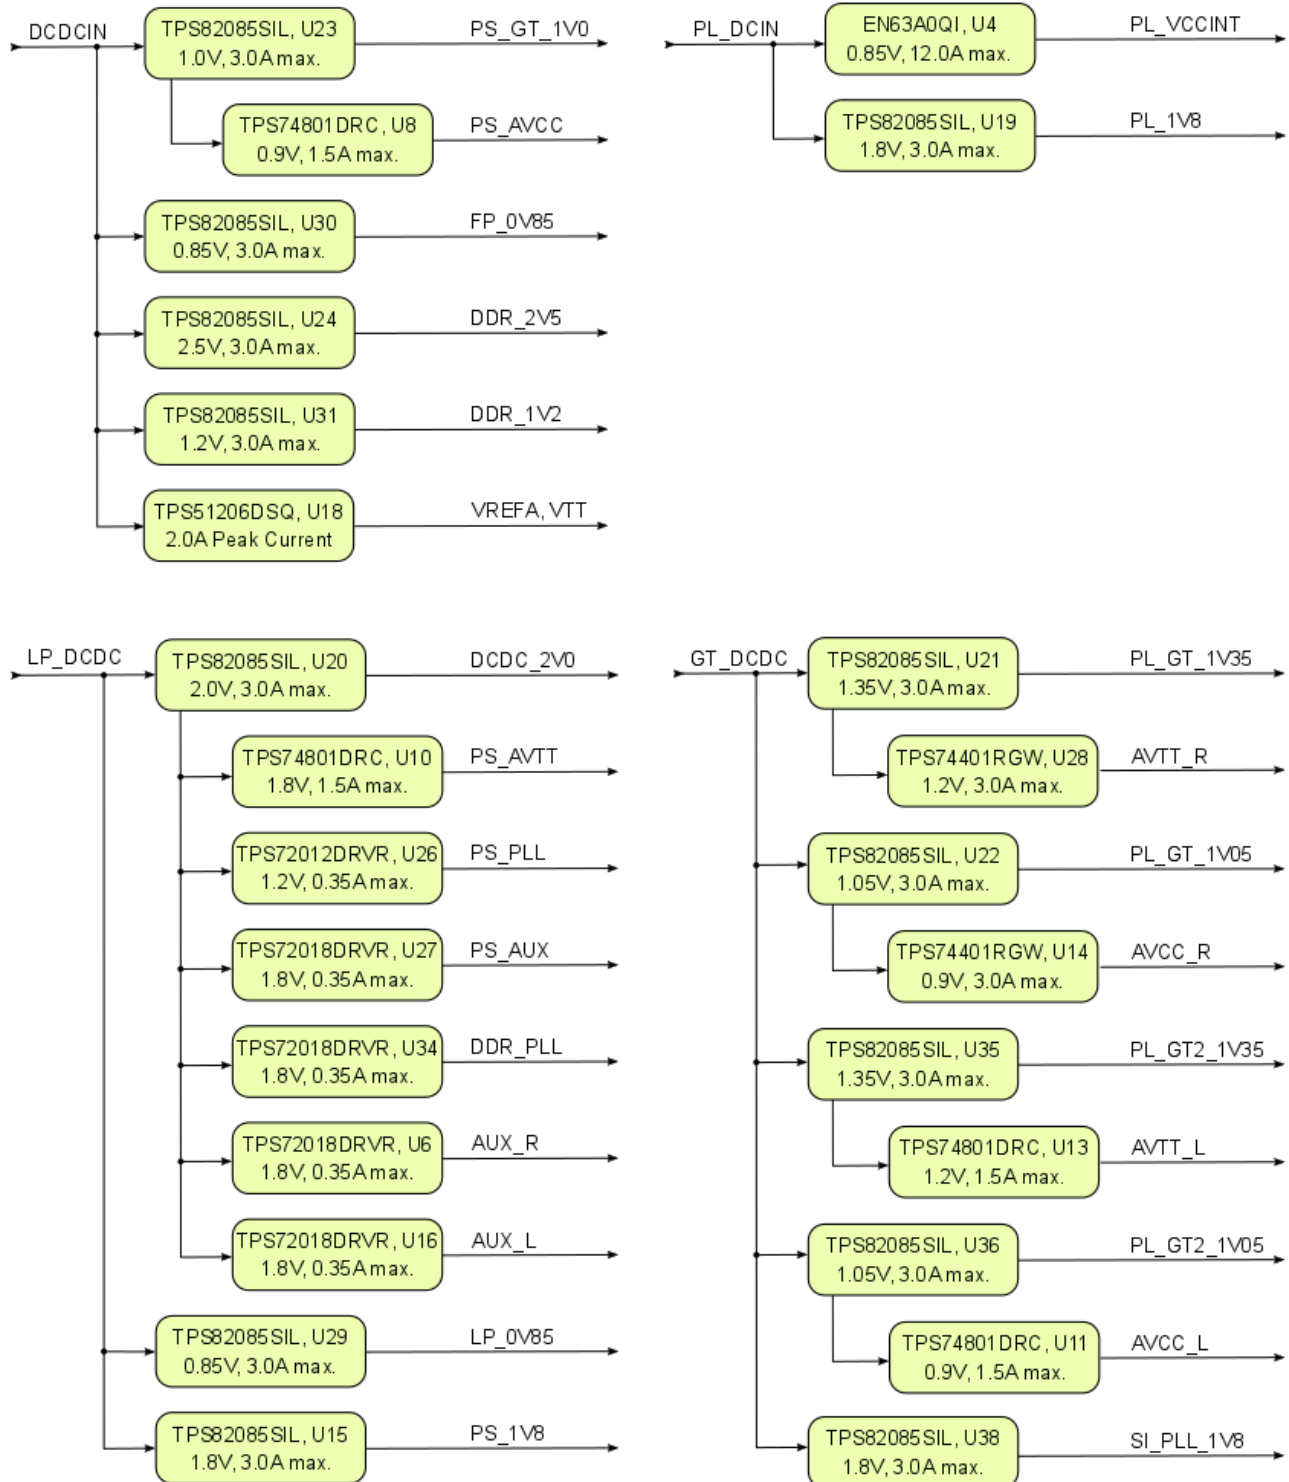 DCDCIN
TPS82085SIL, U23
1.0V, 3.0A max.
PS_GT_1V0
TPS74801DRC, U8
0.9V, 1.5A max.
PS_AVCC
TPS82085SIL, U30
0.85V, 3.0A max.
FP_0V85
TPS82085SIL, U24
2.5V, 3.0A max.
DDR_2V5
TPS82085SIL, U31
1.2V, 3.0A max.
DDR_1V2
TPS51206DSQ, U18
2.0A Peak Current
VREFA, VTT
PL_DCIN
EN63A0QI, U4
0.85V, 12.0A max.
PL_VCCINT
TPS82085SIL, U19
1.8V, 3.0A max.
PL_1V8
LP_DCDC
TPS82085SIL, U20
2.0V, 3.0A max.
DCDC_2V0
TPS74801DRC, U10
1.8V, 1.5A max.
PS_AVTT
TPS72012DRVR, U26
1.2V, 0.35A max.
PS_PLL
TPS72018DRVR, U27
1.8V, 0.35A max.
PS_AUX
TPS72018DRVR, U34
1.8V, 0.35A max.
DDR_PLL
TPS72018DRVR, U6
1.8V, 0.35A max.
AUX_R
TPS72018DRVR, U16
1.8V, 0.35A max.
AUX_L
TPS82085SIL, U29
0.85V, 3.0A max.
LP_0V85
TPS82085SIL, U15
1.8V, 3.0A max.
PS_1V8
GT_DCDC
TPS82085SIL, U21
1.35V, 3.0A max.
PL_GT_1V35
TPS74401RGW, U28
1.2V, 3.0A max.
AVTT_R
TPS82085SIL, U22
1.05V, 3.0A max.
PL_GT_1V05
TPS74401RGW, U14
0.9V, 3.0A max.
AVCC_R
TPS82085SIL, U35
1.35V, 3.0A max.
PL_GT2_1V35
TPS74801DRC, U13
1.2V, 1.5A max.
AVTT_L
TPS82085SIL, U36
1.05V, 3.0A max.
PL_GT2_1V05
TPS74801DRC, U11
0.9V, 1.5A max.
AVCC_L
TPS82085SIL, U38
1.8V, 3.0A max.
SI_PLL_1V8